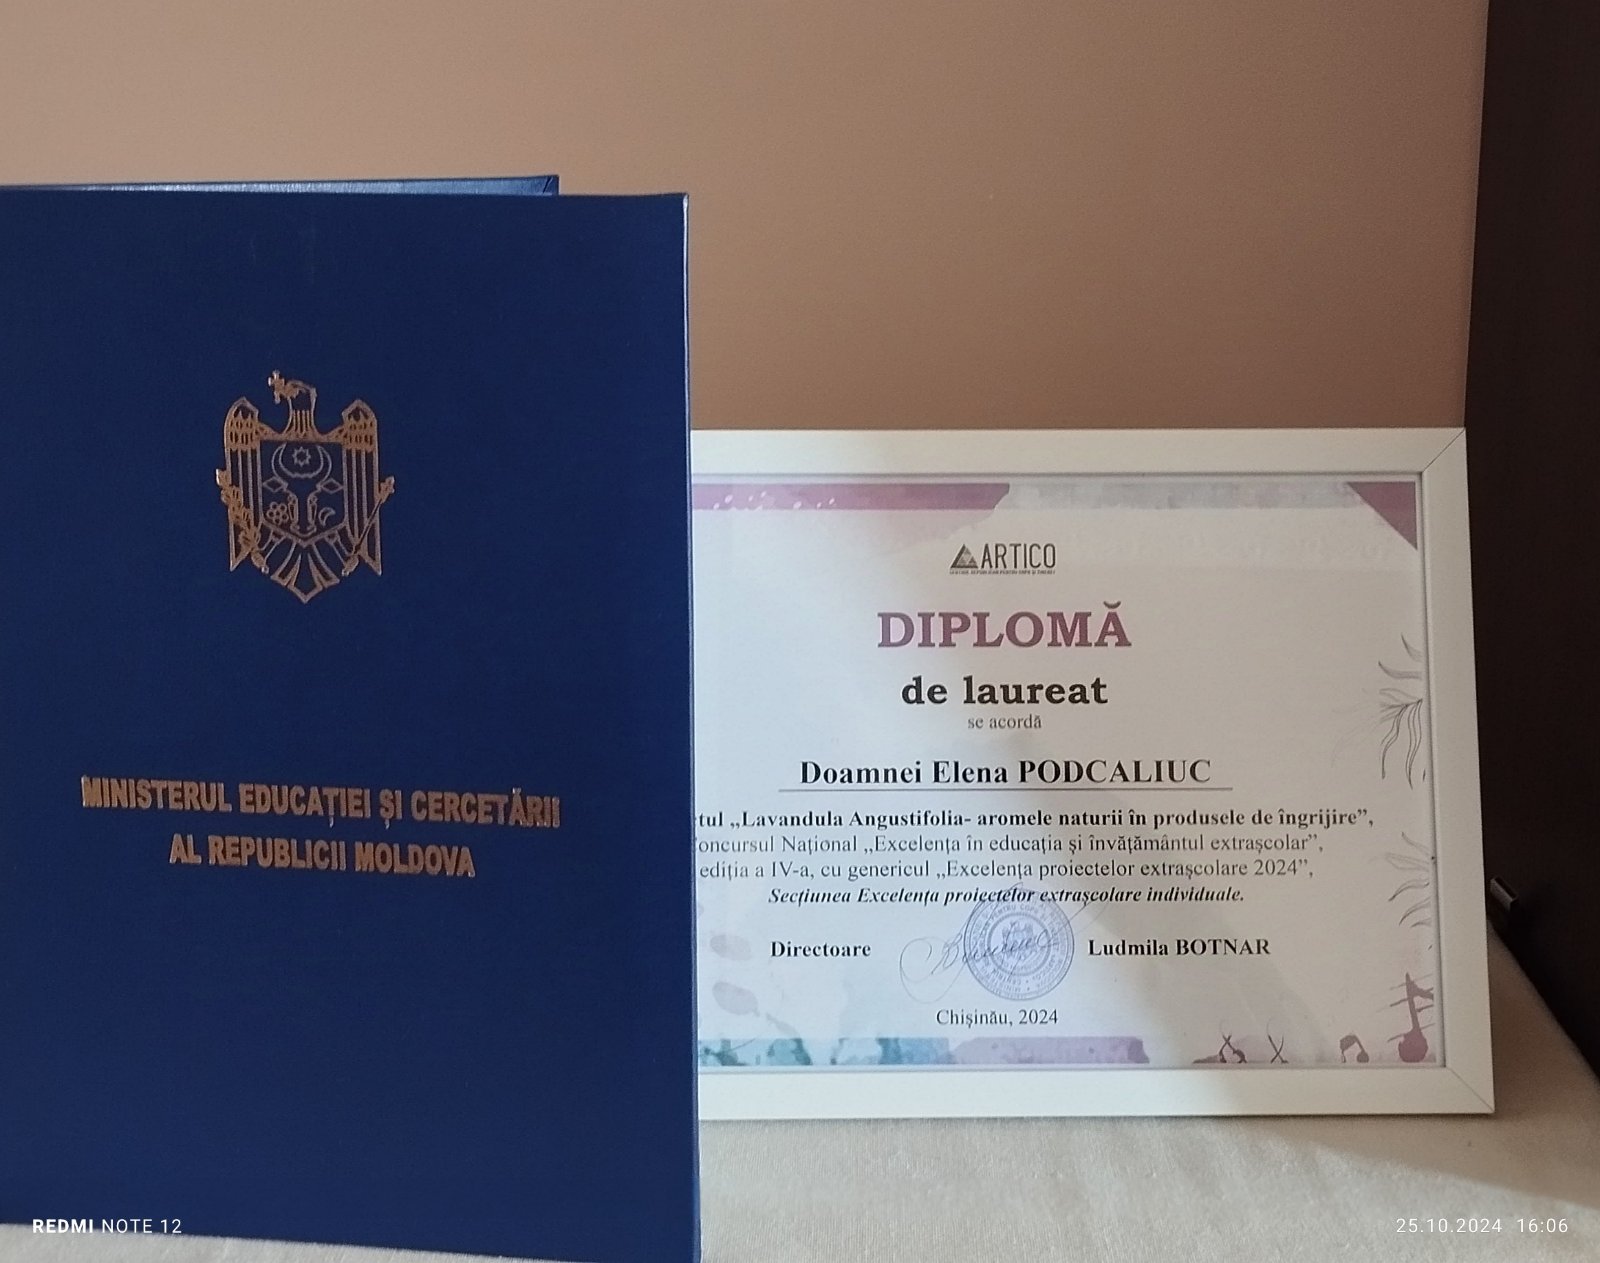 MINISTERUL EDUCAȚIEI ȘI CERCETĂRII
AL REPUBLICII MOLDOVA
ARTICO
DIPLOMĂ
de laureat
se acordă
Doamnei Elena PODCALIUC
tul „Lavandula Angustifolia- aromele naturii în produsele de îngrijire”,
oncursul Național „Excelența în educația și învățământul extrașcolar”,
ediția a IV-a, cu genericul „Excelența proiectelor extrașcolare 2024”,
Secțiunea Excelența proiectelor extrașcolare individuale.
Directoare Ludmila BOTNAR
Chișinău, 2024
REDMI NOTE 12
25.10.2024 16:06